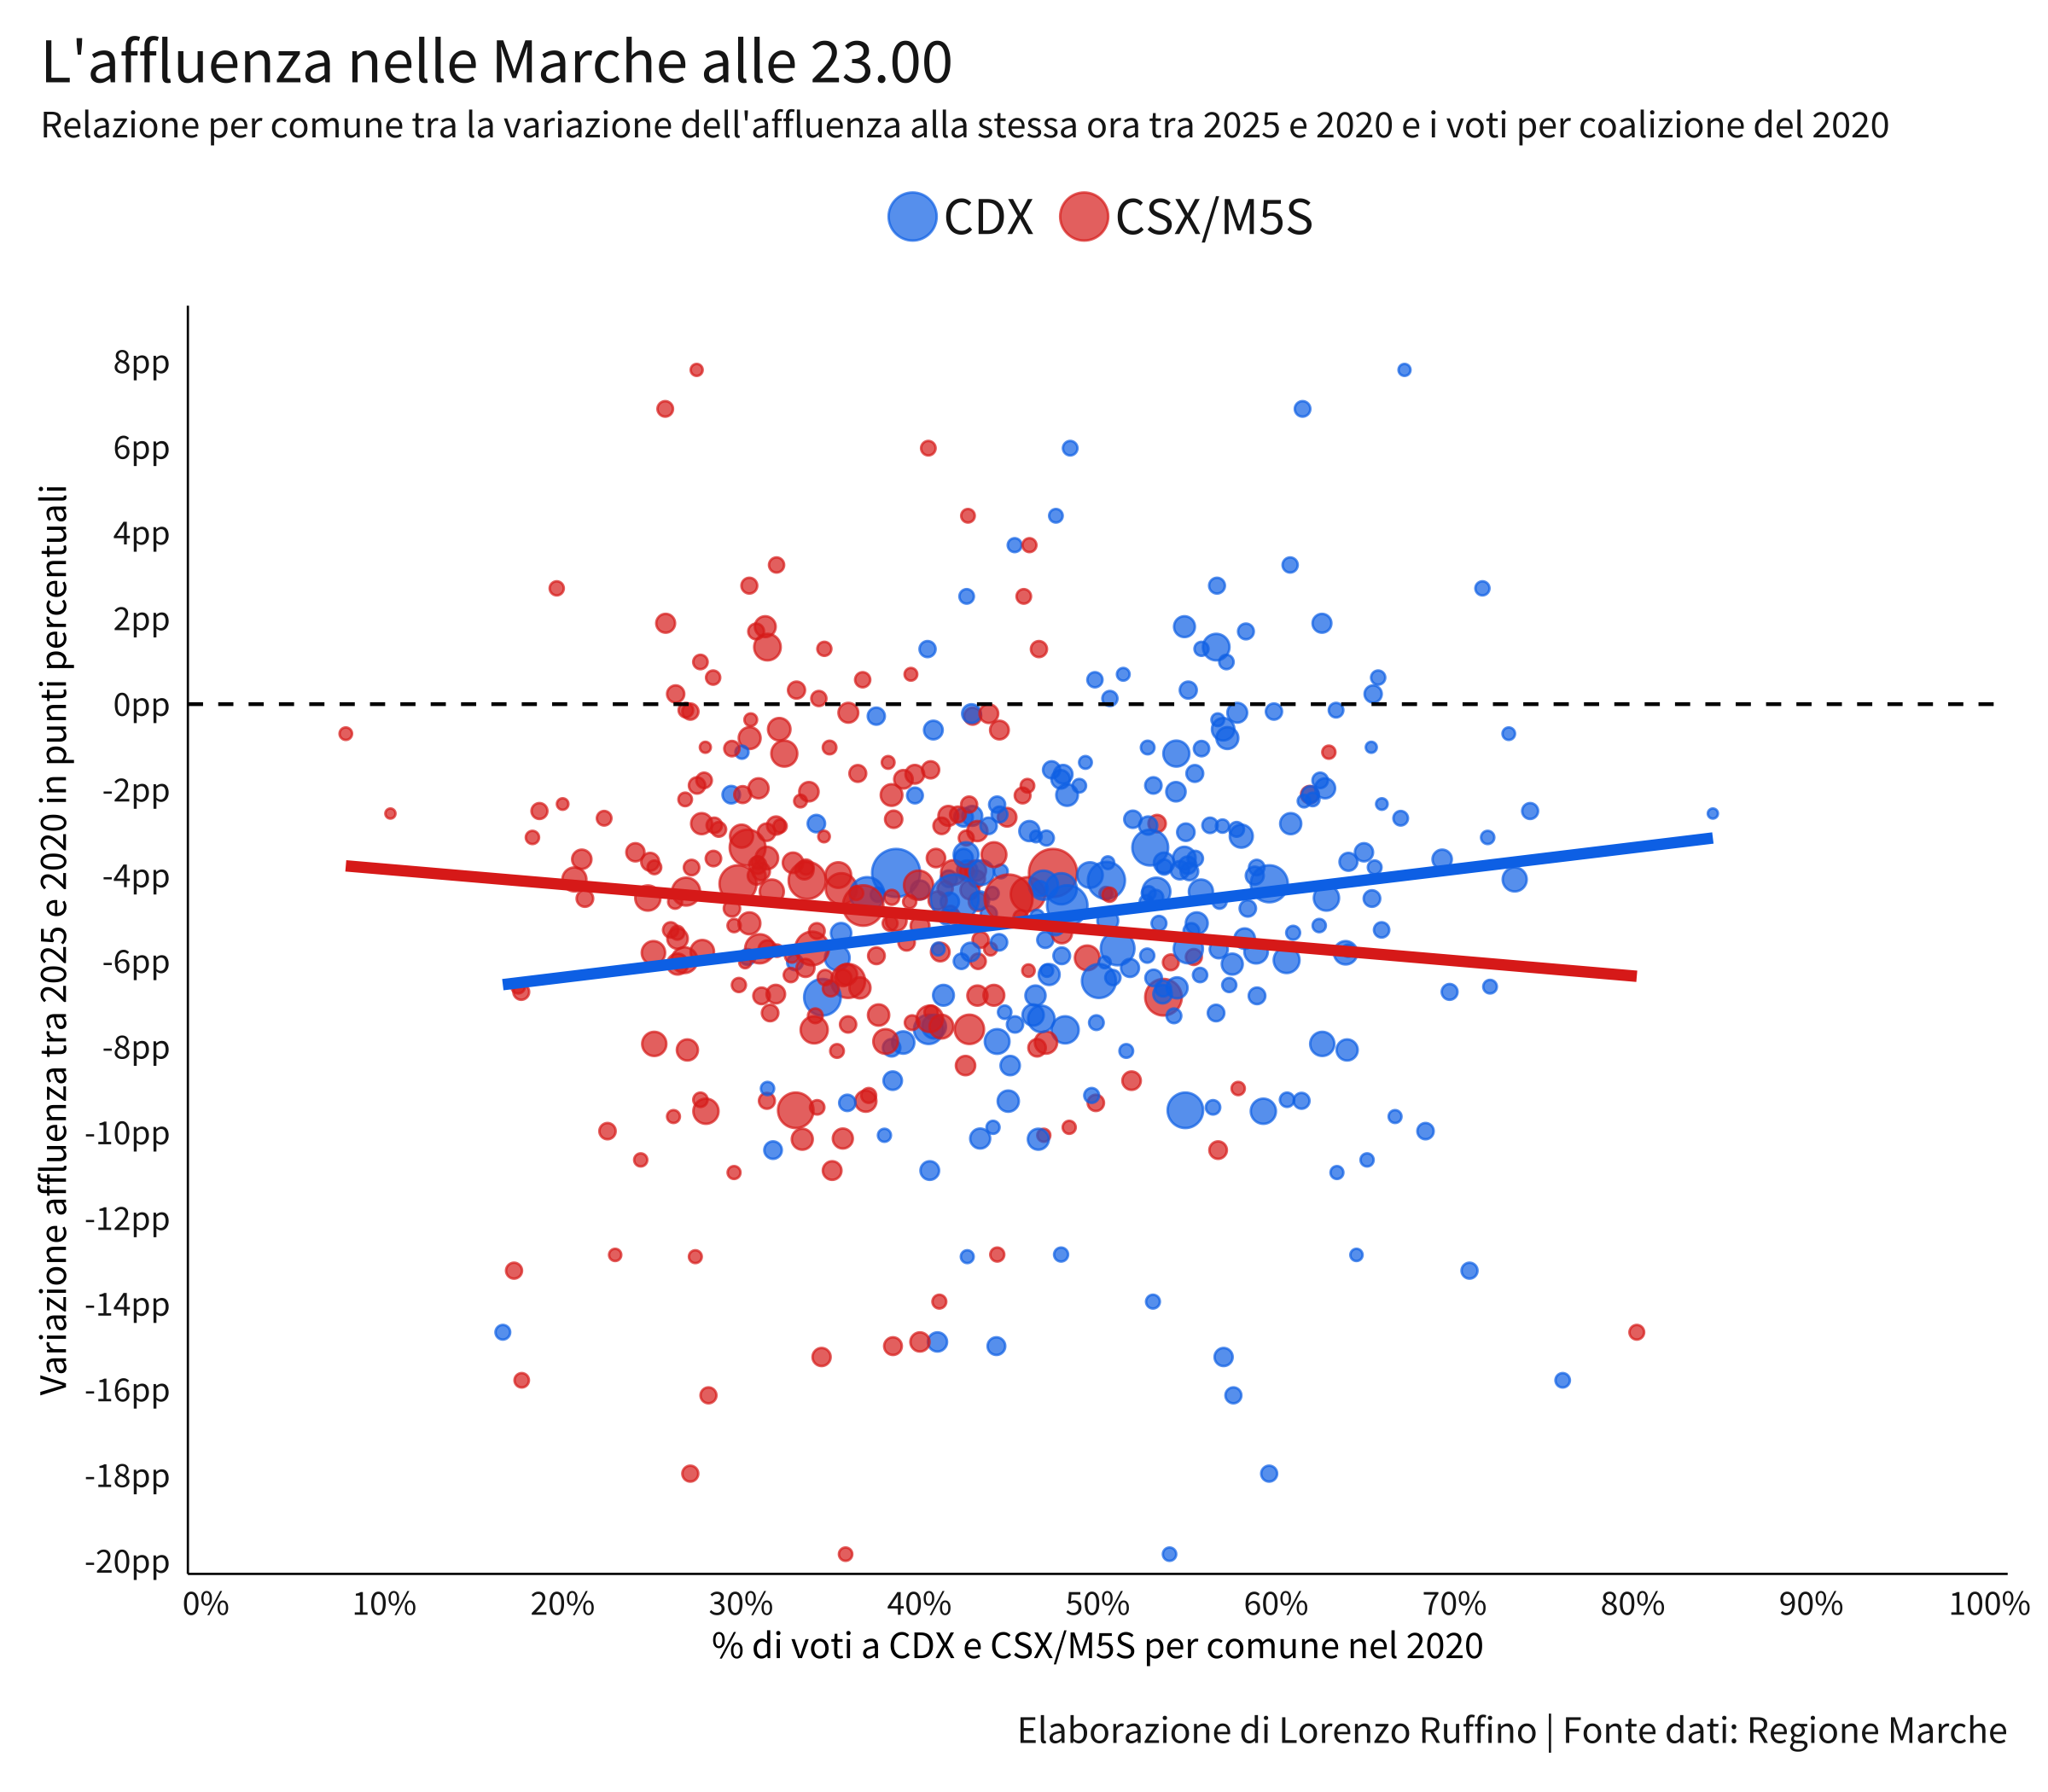 L'affluenza nelle Marche alle 23.00
Relazione per comune tra la variazione dell'affluenza alla stessa ora tra 2025 e 2020 e i voti per coalizione del 2020
CDX CSX/M5S
Variazione affluenza tra 2025 e 2020 in punti percentuali
8pp
6pp
4pp
2pp
0pp
-2pp
-4pp
-6pp
-8pp
-10pp
-12pp
-14pp
-16pp
-18pp
-20pp
0% 10% 20% 30% 40% 50% 60% 70% 80% 90% 100%
% di voti a CDX e CSX/M5S per comune nel 2020
Elaborazione di Lorenzo Ruffino | Fonte dati: Regione Marche